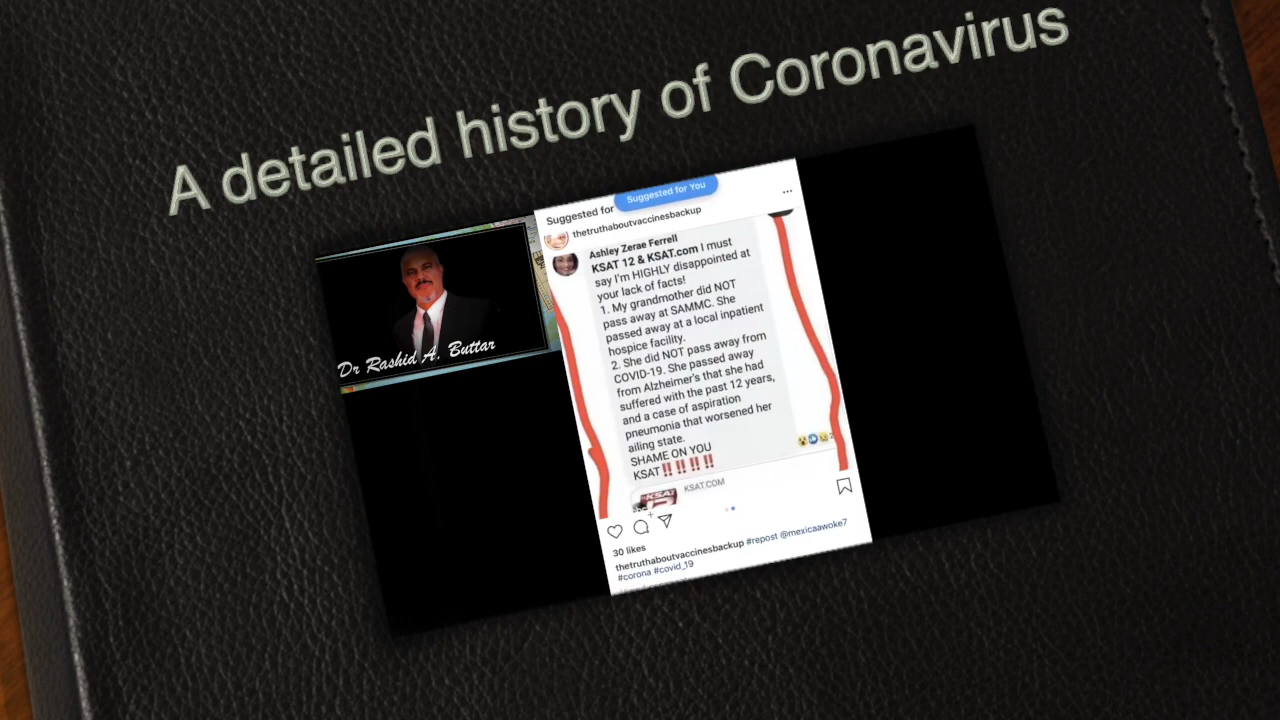 A detailed history of Coronavirus
Dr Rashid A. Buttar
Suggested for
Suggested for You
thetruthaboutvaccinesbackup
Ashley Zerae Ferrell
KSAT 12 & KSAT.com I must
say I'm HIGHLY disappointed at
your lack of facts!
1. My grandmother did NOT
pass away at SAMMC. She
passed away at a local inpatient
hospice facility.
2. She did NOT pass away from
COVID-19. She passed away
from Alzheimer's that she had
suffered with the past 12 years,
and a case of aspiration
pneumonia that worsened her
ailing state.
SHAME ON YOU
KSAT‼️‼️‼️‼️
KSAT
12
KSAT.COM
30 likes
thetruthaboutvaccinesbackup #repost @mexicaawoke7
#corona #covid_19